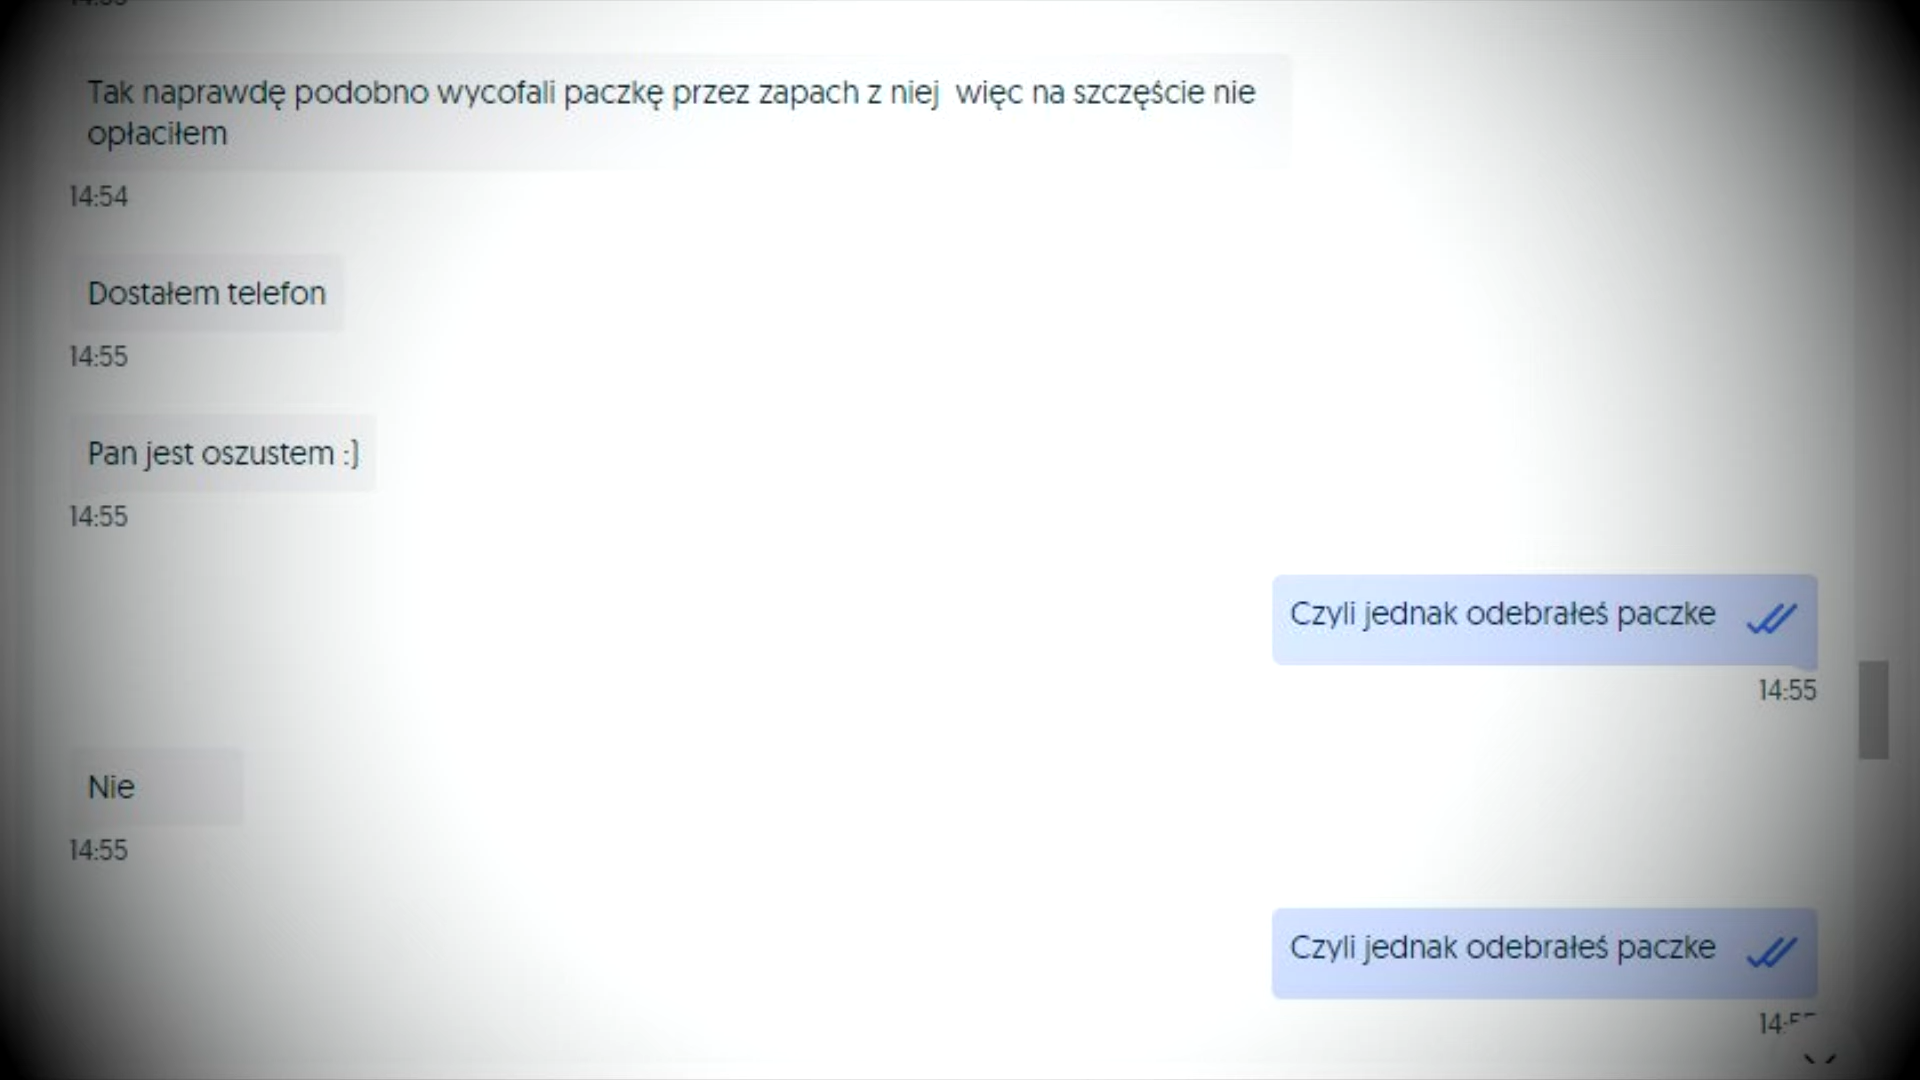 Tak naprawdę podobno wycofali paczkę przez zapach z niej  więc na szczęście nie
opłaciłem
14:54
Dostałem telefon
14:55
Pan jest oszustem :)
14:55
Czyli jednak odebrałeś paczke
14:55
Nie
14:55
Czyli jednak odebrałeś paczke